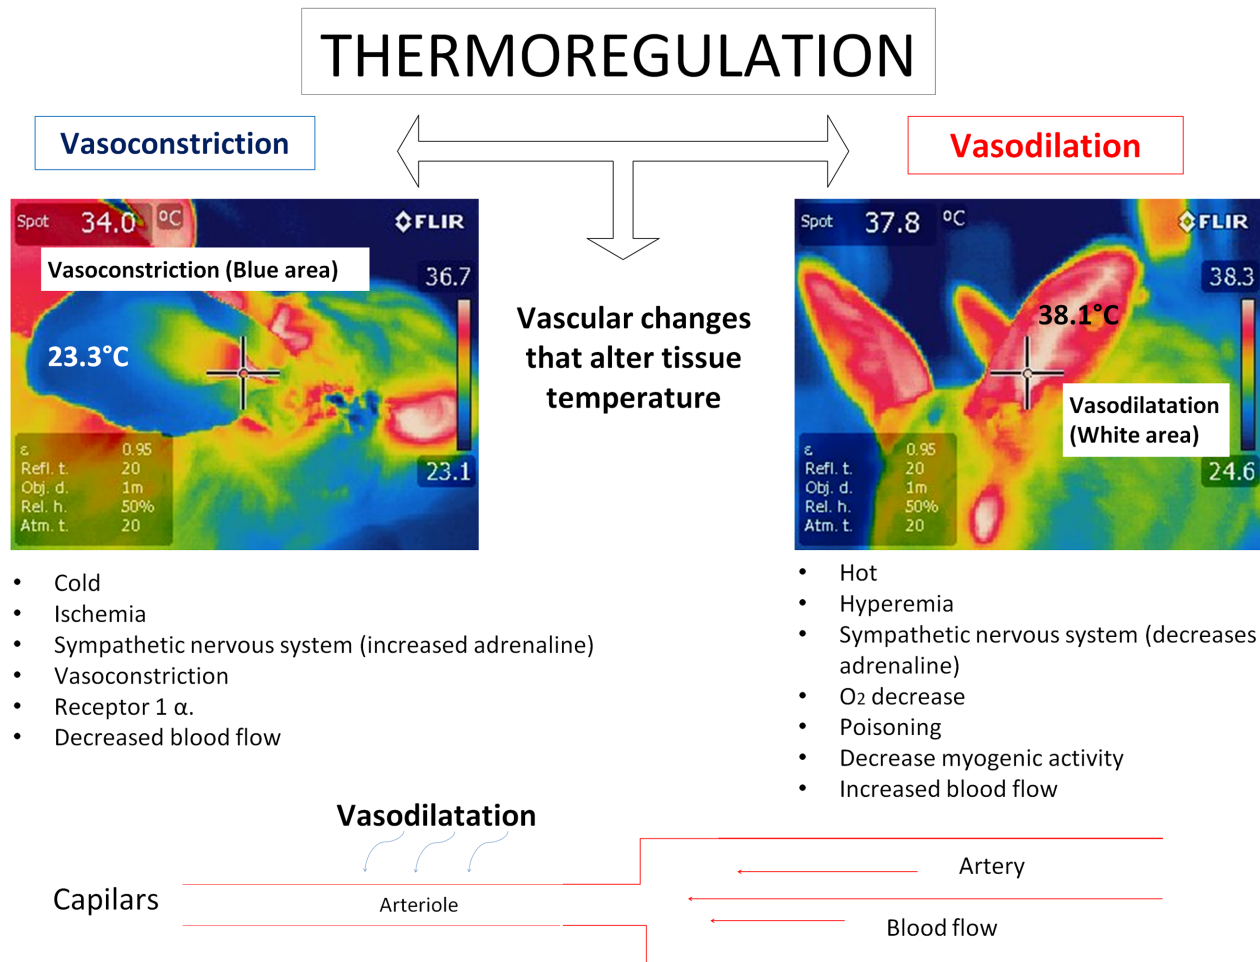 THERMOREGULATION
Vasoconstriction
Vasodilation
Spot 34.0 °C
FLIR
Vasoconstriction (Blue area)
36.7
23.3°C
ε 0.95
Refl. t. 20
Obj. d. 1m
Rel. h. 50%
Atm. t. 20
23.1
Vascular changes
that alter tissue
temperature
Spot 37.8 °C
FLIR
38.3
38.1°C
Vasodilatation
(White area)
ε 0.95
Refl. t. 20
Obj. d. 1m
Rel. h. 50%
Atm. t. 20
24.6
• Cold
• Ischemia
• Sympathetic nervous system (increased adrenaline)
• Vasoconstriction
• Receptor 1 α.
• Decreased blood flow
• Hot
• Hyperemia
• Sympathetic nervous system (decreases
adrenaline)
• O2 decrease
• Poisoning
• Decrease myogenic activity
• Increased blood flow
Vasodilatation
Capilars
Arteriole
Artery
Blood flow